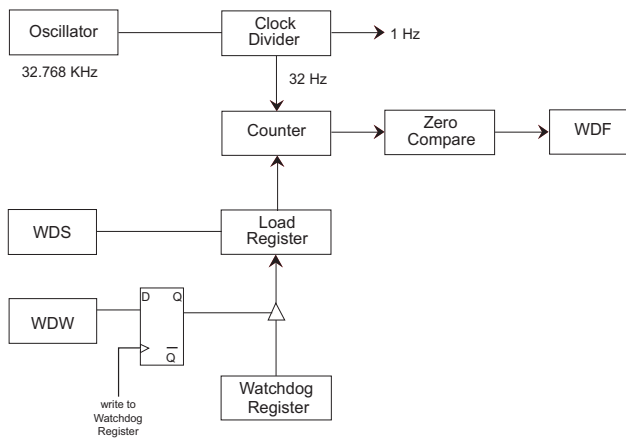 Oscillator
32.768 KHz
Clock
Divider
1 Hz
32 Hz
Counter
Zero
Compare
WDF
WDS
Load
Register
WDW
D Q
Q
write to
Watchdog
Register
Watchdog
Register